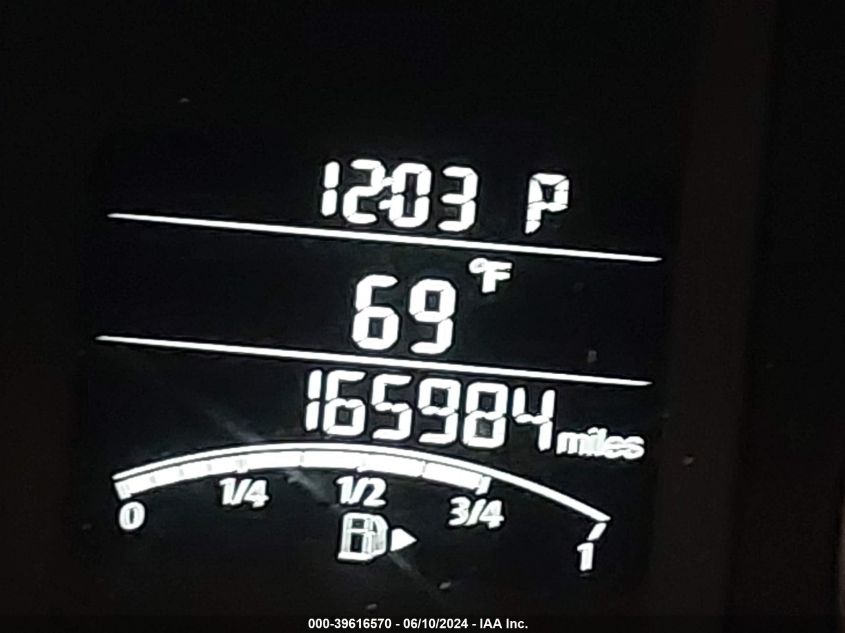 12:03 P
°F
69
165984 miles
0 1/4 1/2 3/4 1
000-39616570 - 06/10/2024 - IAA Inc.